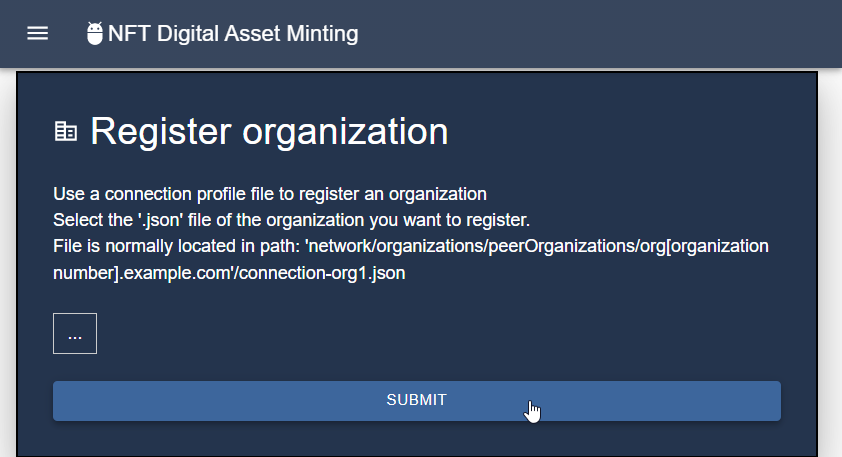 NFT Digital Asset Minting
Register organization
Use a connection profile file to register an organization
Select the '.json' file of the organization you want to register.
File is normally located in path: 'network/organizations/peerOrganizations/org[organization
number].example.com'/connection-org1.json
...
SUBMIT